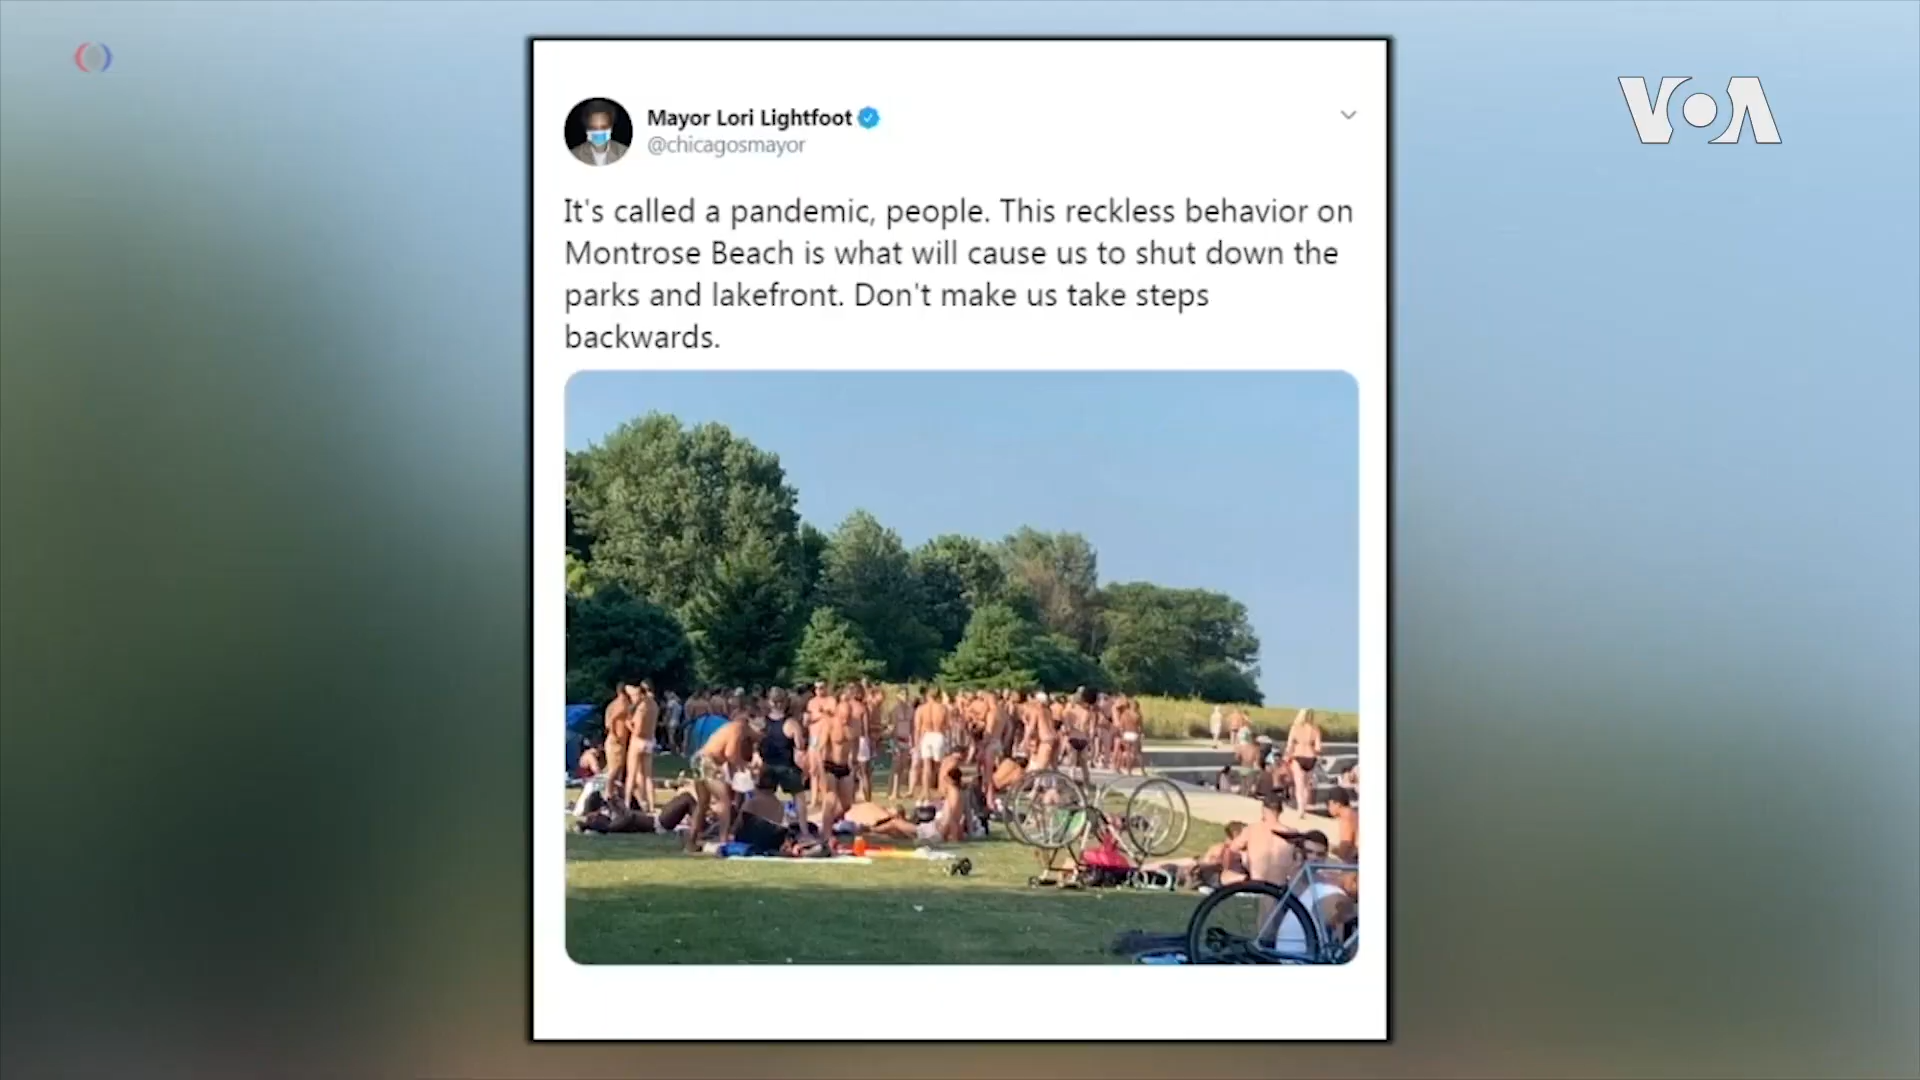 VOA
Mayor Lori Lightfoot
@chicagosmayor
It's called a pandemic, people. This reckless behavior on
Montrose Beach is what will cause us to shut down the
parks and lakefront. Don't make us take steps
backwards.